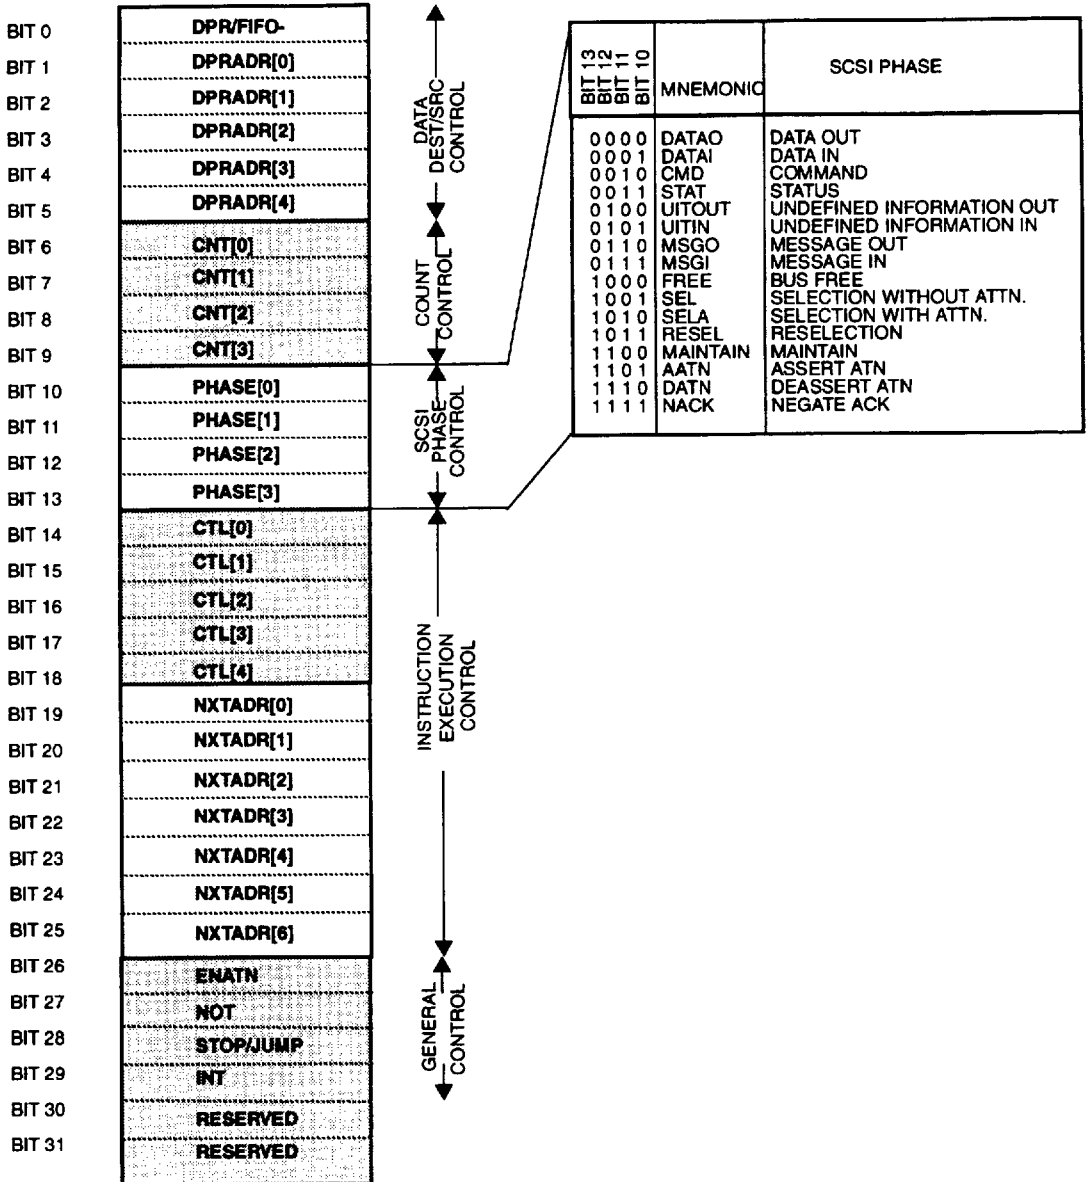 BIT 0 DPR/FIFO-
BIT 1 DPRADR[0]
BIT 2 DPRADR[1]
BIT 3 DPRADR[2]
BIT 4 DPRADR[3]
BIT 5 DPRADR[4]
DATA
DEST/SRC
CONTROL
BIT 6 CNT[0]
BIT 7 CNT[1]
BIT 8 CNT[2]
BIT 9 CNT[3]
COUNT
CONTROL
BIT 10 PHASE[0]
BIT 11 PHASE[1]
BIT 12 PHASE[2]
BIT 13 PHASE[3]
SCSI
PHASE
CONTROL
BIT 14 CTL[0]
BIT 15 CTL[1]
BIT 16 CTL[2]
BIT 17 CTL[3]
BIT 18 CTL[4]
BIT 19 NXTADR[0]
BIT 20 NXTADR[1]
BIT 21 NXTADR[2]
BIT 22 NXTADR[3]
BIT 23 NXTADR[4]
BIT 24 NXTADR[5]
BIT 25 NXTADR[6]
INSTRUCTION
EXECUTION
CONTROL
BIT 26 ENATN
BIT 27 NOT
BIT 28 STOP/JUMP
BIT 29 INT
BIT 30 RESERVED
BIT 31 RESERVED
GENERAL
CONTROL
BIT 13 BIT 12 BIT 11 BIT 10 MNEMONIC SCSI PHASE
0 0 0 0 DATAO DATA OUT
0 0 0 1 DATAI DATA IN
0 0 1 0 CMD COMMAND
0 0 1 1 STAT STATUS
0 1 0 0 UITOUT UNDEFINED INFORMATION OUT
0 1 0 1 UITIN UNDEFINED INFORMATION IN
0 1 1 0 MSGO MESSAGE OUT
0 1 1 1 MSGI MESSAGE IN
1 0 0 0 FREE BUS FREE
1 0 0 1 SEL SELECTION WITHOUT ATTN.
1 0 1 0 SELA SELECTION WITH ATTN.
1 0 1 1 RESEL RESELECTION
1 1 0 0 MAINTAIN MAINTAIN
1 1 0 1 AATN ASSERT ATN
1 1 1 0 DATN DEASSERT ATN
1 1 1 1 NACK NEGATE ACK